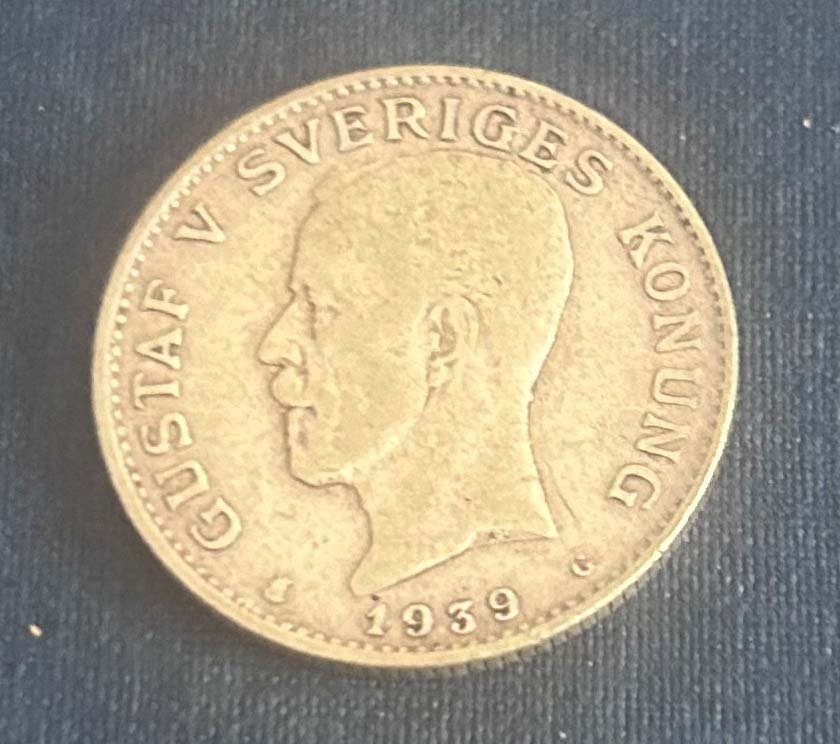 GUSTAF V SVERIGES KONUNG
G
1939